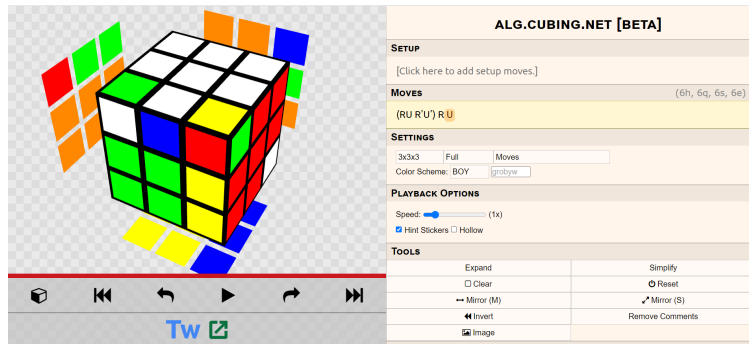 ALG.CUBING.NET [BETA]
SETUP
[Click here to add setup moves.]
MOVES (6h, 6q, 6s, 6e)
(RU R'U') R U
SETTINGS
3x3x3 Full Moves
Color Scheme: BOY grobyw
PLAYBACK OPTIONS
Speed: (1x)
Hint Stickers Hollow
TOOLS
Expand Simplify
Clear Reset
Mirror (M) Mirror (S)
Invert Remove Comments
Image
Tw